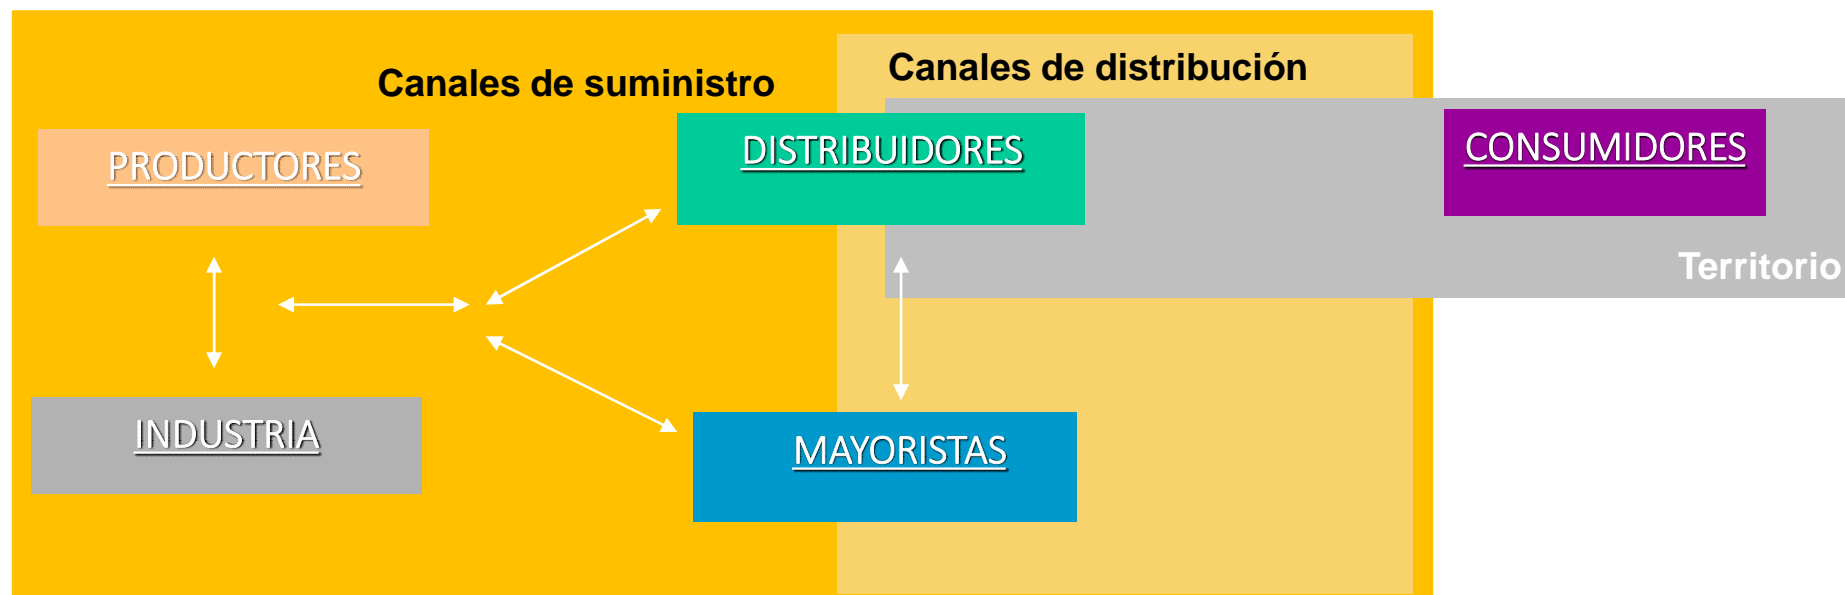 Canales de suministro
Canales de distribución
PRODUCTORES
DISTRIBUIDORES
CONSUMIDORES
Territorio
INDUSTRIA
MAYORISTAS